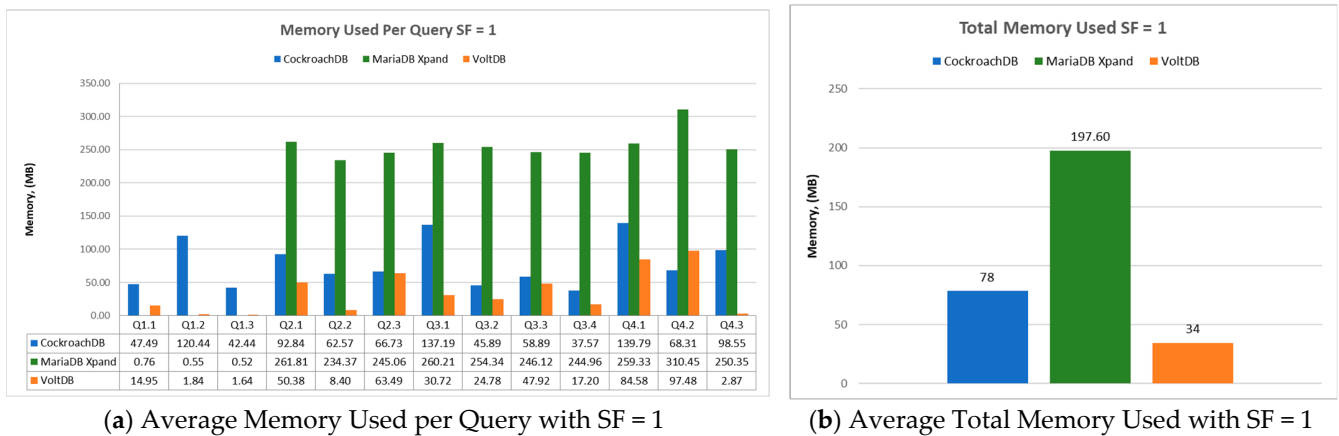 Memory Used Per Query SF = 1
CockroachDB MariaDB Xpand VoltDB
350.00
300.00
250.00
200.00
150.00
100.00
50.00
0.00
Memory, (MB)
Q1.1 Q1.2 Q1.3 Q2.1 Q2.2 Q2.3 Q3.1 Q3.2 Q3.3 Q3.4 Q4.1 Q4.2 Q4.3
CockroachDB 47.49 120.44 42.44 92.84 62.57 66.73 137.19 45.89 58.89 37.57 139.79 68.31 98.55
MariaDB Xpand 0.76 0.55 0.52 261.81 234.37 245.06 260.21 254.34 246.12 244.96 259.33 310.45 250.35
VoltDB 14.95 1.84 1.64 50.38 8.40 63.49 30.72 24.78 47.92 17.20 84.58 97.48 2.87
(a) Average Memory Used per Query with SF = 1
Total Memory Used SF = 1
CockroachDB MariaDB Xpand VoltDB
250
200
150
100
50
0
Memory, (MB)
78
197.60
34
(b) Average Total Memory Used with SF = 1